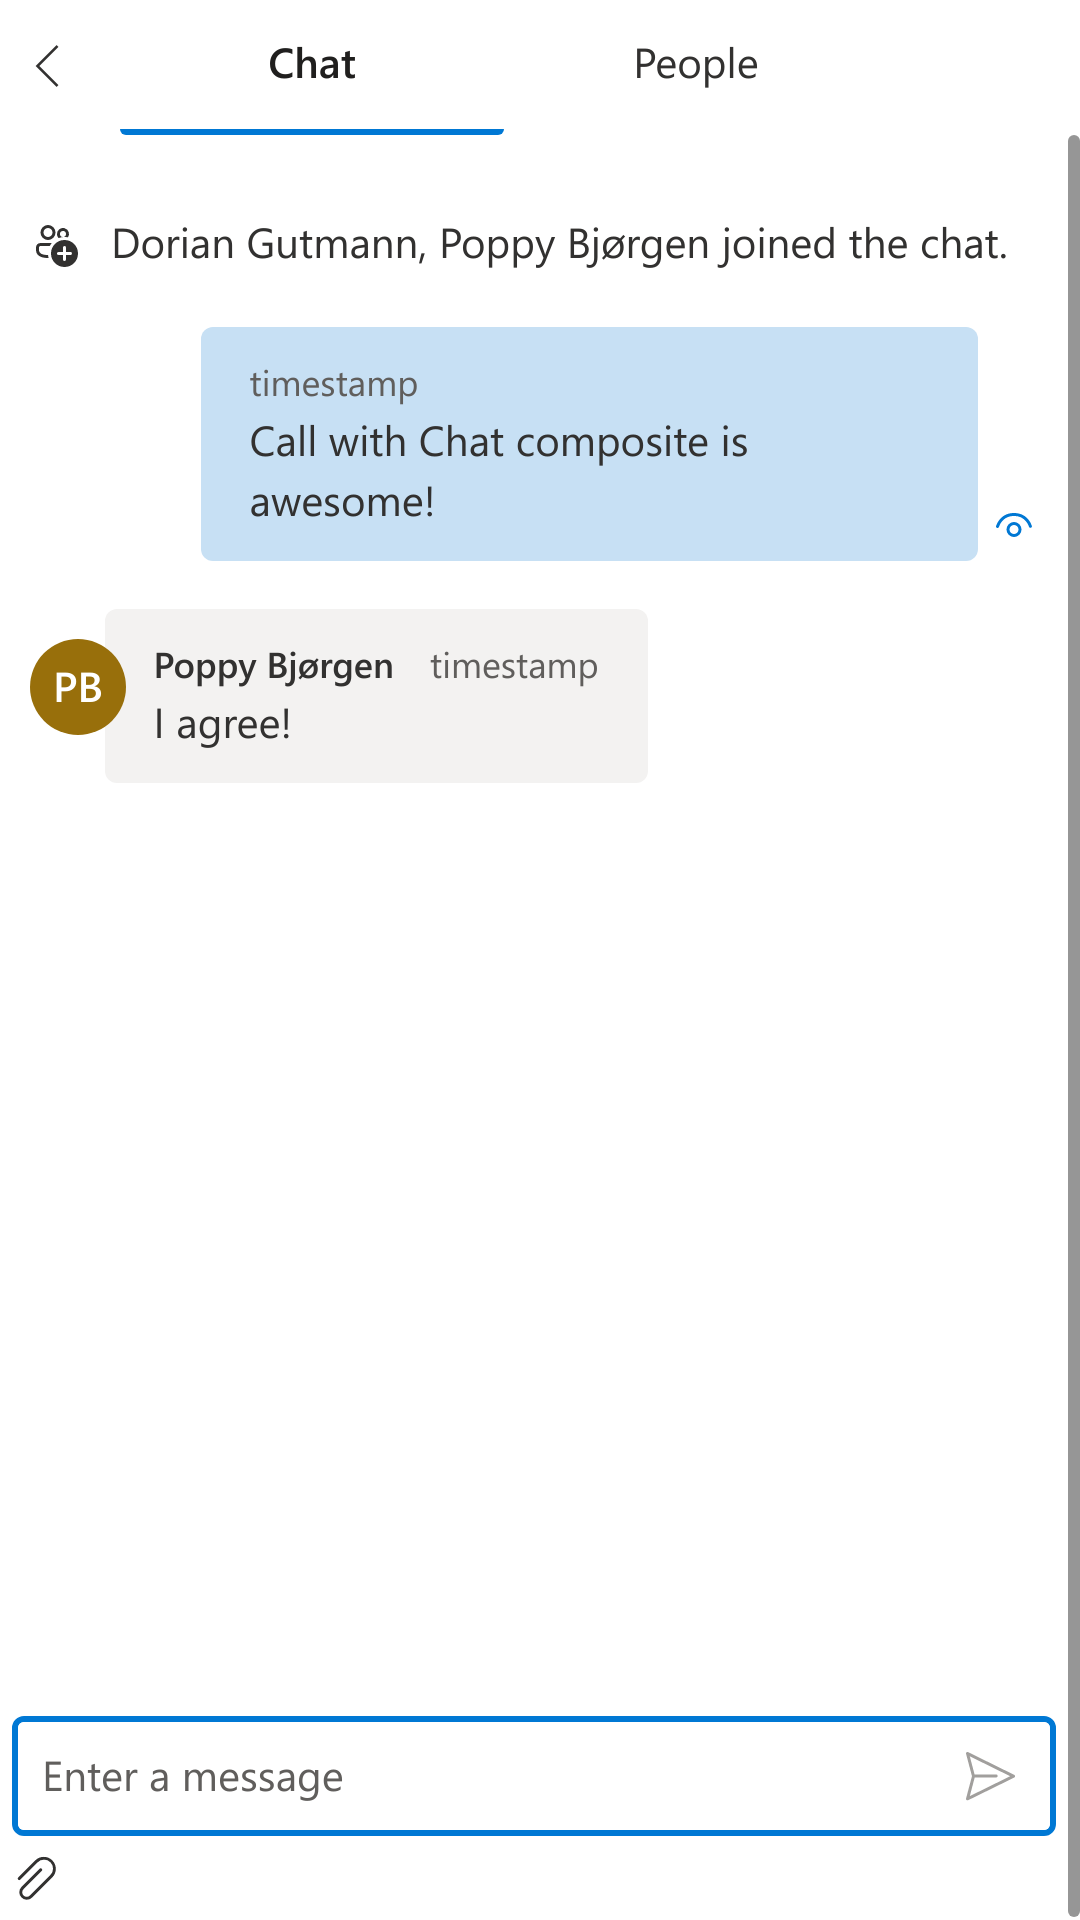 Chat
People
Dorian Gutmann, Poppy Bjørgen joined the chat.
timestamp
Call with Chat composite is
awesome!
PB
Poppy Bjørgen timestamp
I agree!
Enter a message